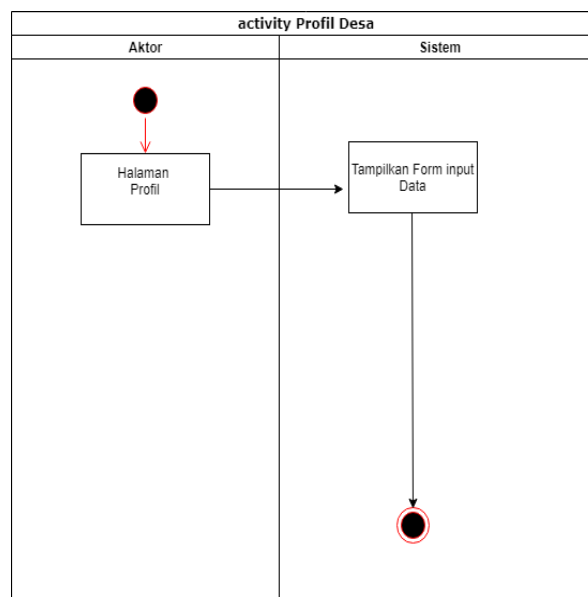 activity Profil Desa
Aktor
Sistem
Halaman
Profil
Tampilkan Form input
Data